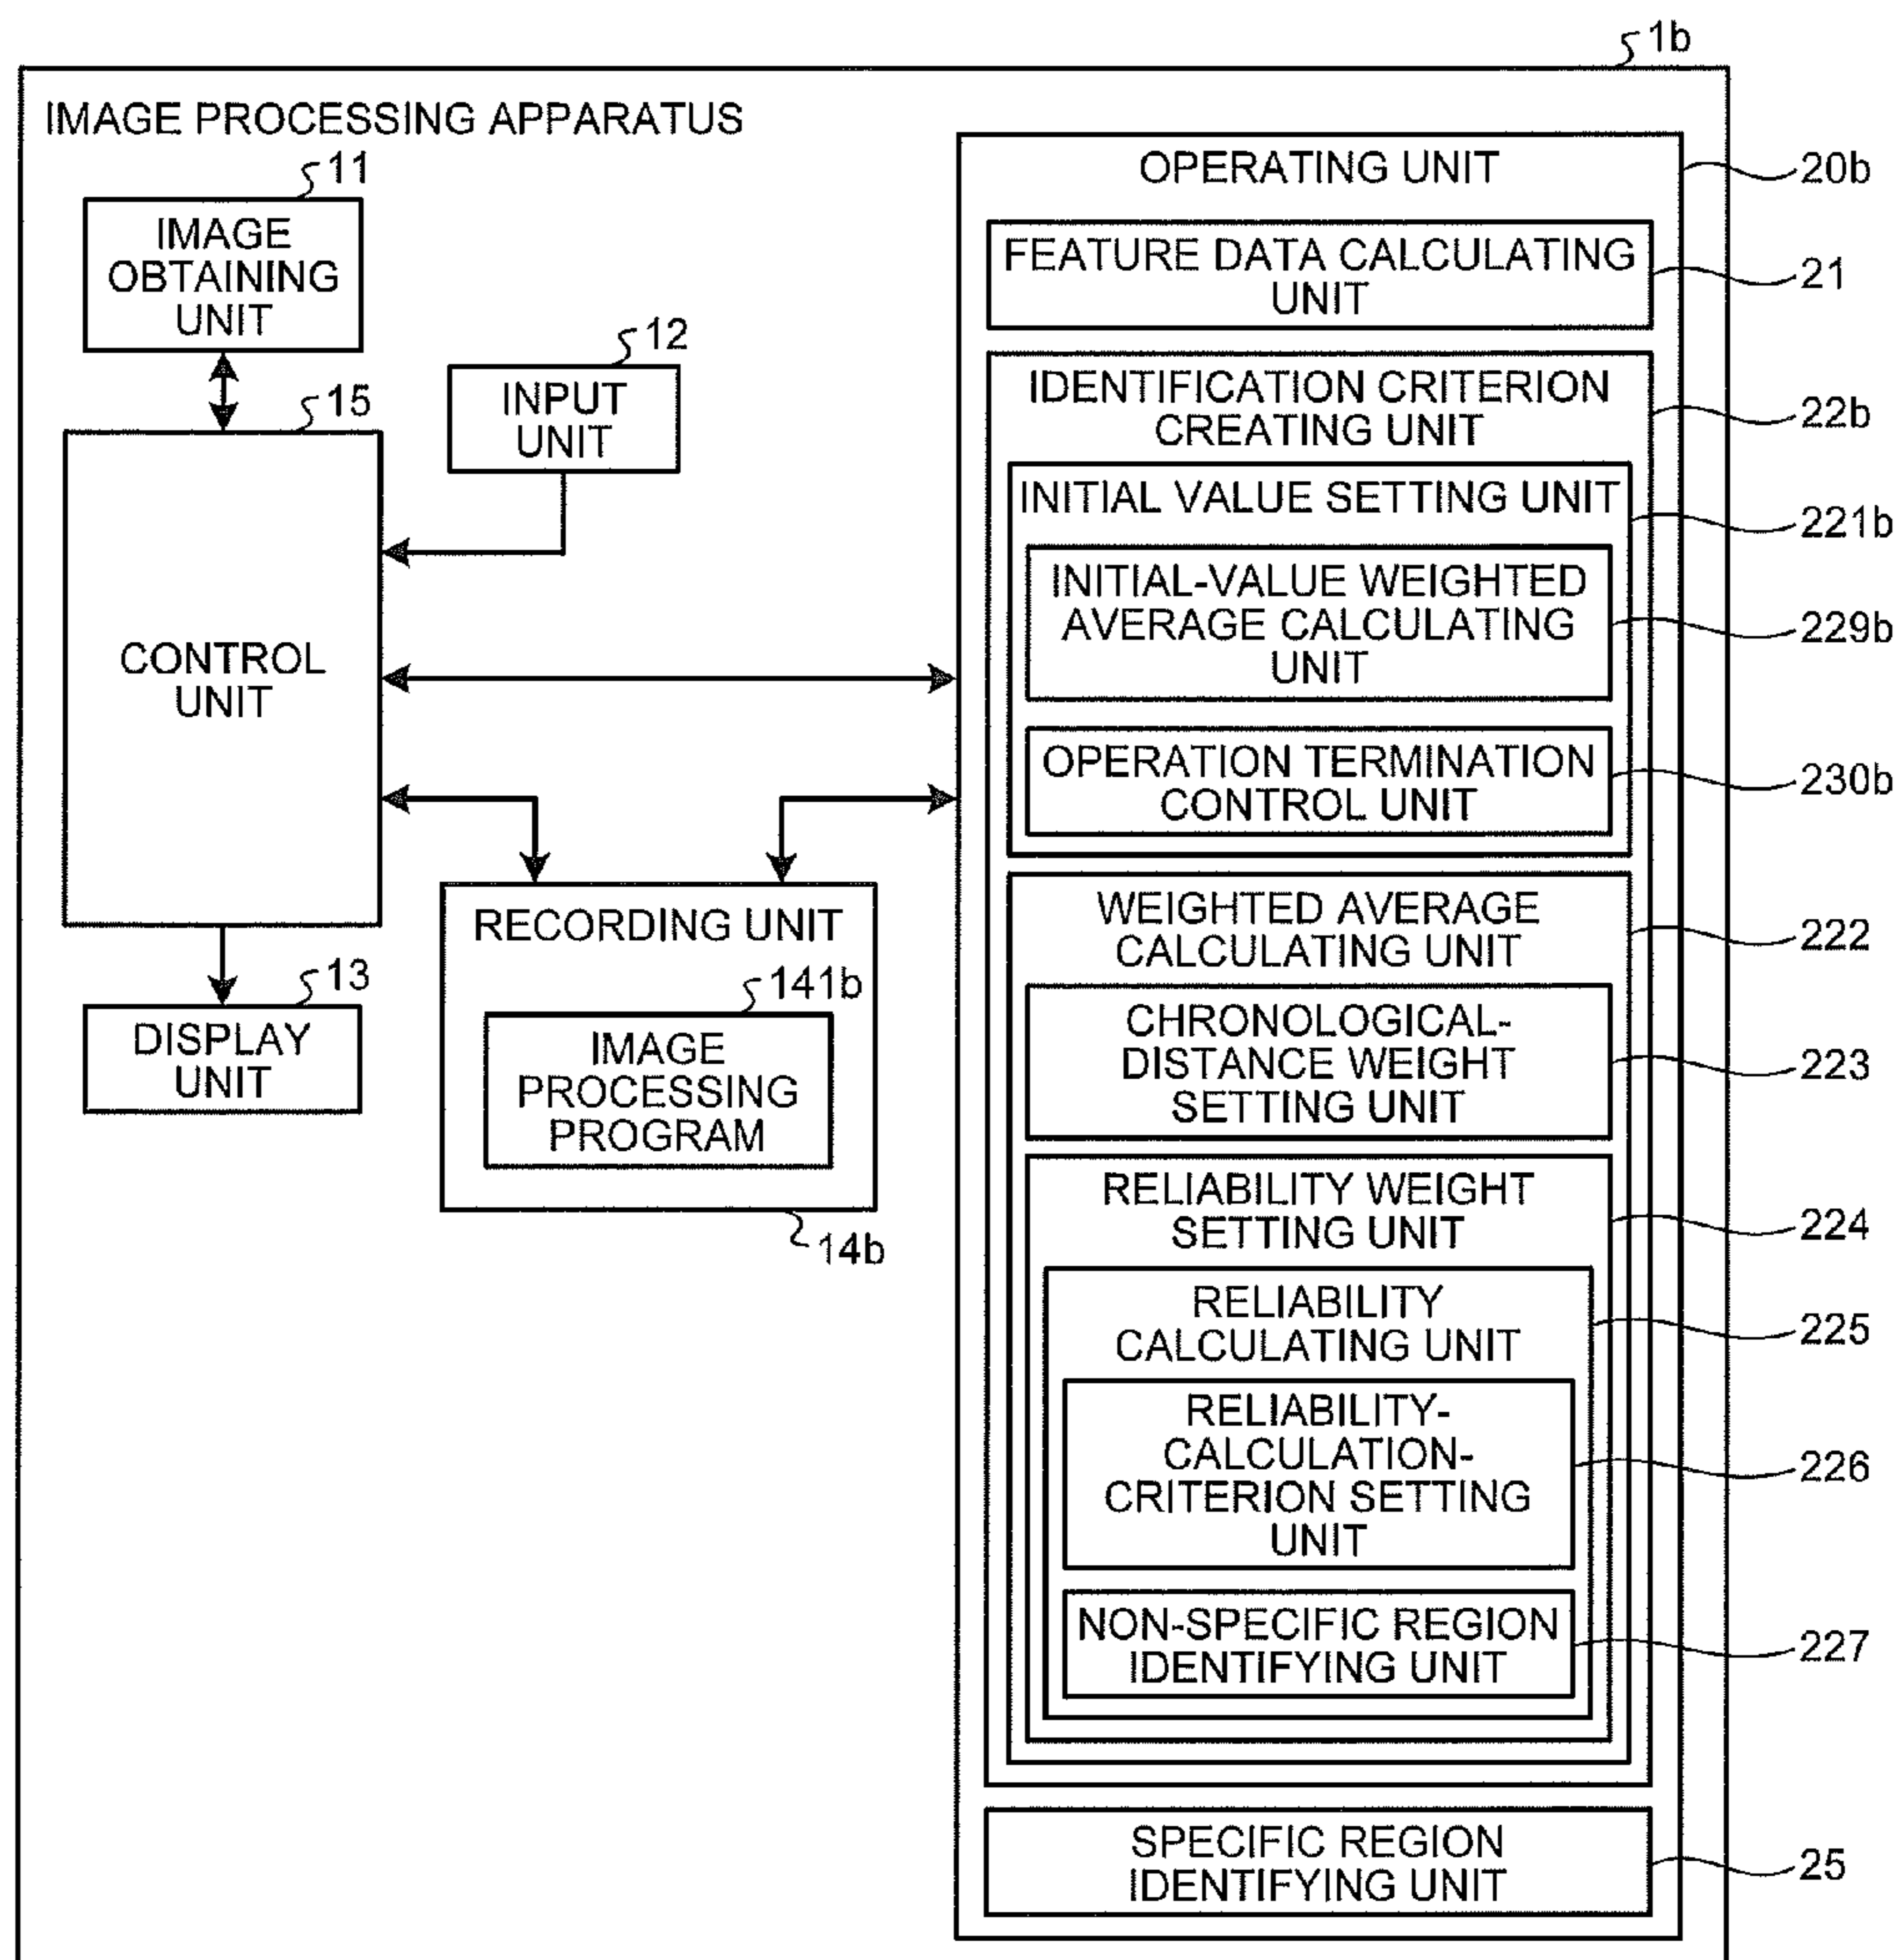 1b
IMAGE PROCESSING APPARATUS
11
IMAGE
OBTAINING
UNIT
12
INPUT
UNIT
15
CONTROL
UNIT
13
DISPLAY
UNIT
RECORDING UNIT
141b
IMAGE
PROCESSING
PROGRAM
14b
OPERATING UNIT
20b
FEATURE DATA CALCULATING
UNIT
21
IDENTIFICATION CRITERION
CREATING UNIT
22b
INITIAL VALUE SETTING UNIT
221b
INITIAL-VALUE WEIGHTED
AVERAGE CALCULATING
UNIT
229b
OPERATION TERMINATION
CONTROL UNIT
230b
WEIGHTED AVERAGE
CALCULATING UNIT
222
CHRONOLOGICAL-
DISTANCE WEIGHT
SETTING UNIT
223
RELIABILITY WEIGHT
SETTING UNIT
224
RELIABILITY
CALCULATING UNIT
225
RELIABILITY-
CALCULATION-
CRITERION SETTING
UNIT
226
NON-SPECIFIC REGION
IDENTIFYING UNIT
227
SPECIFIC REGION
IDENTIFYING UNIT
25